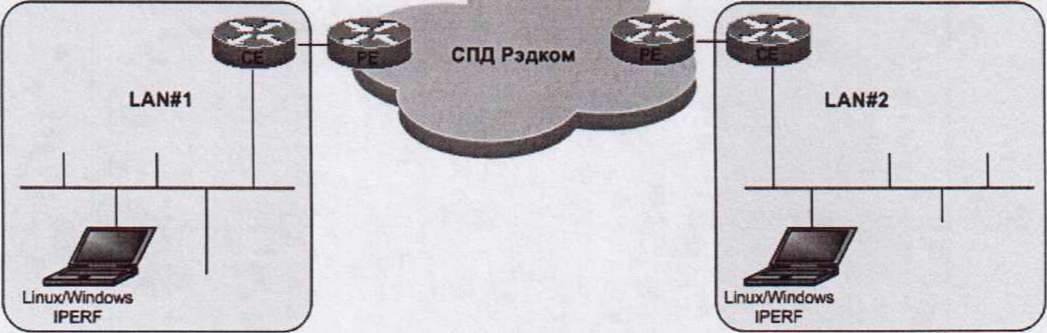 CE
PE
СПД Рэдком
PE
CE
LAN#1
LAN#2
Linux/Windows
IPERF
Linux/Windows
IPERF